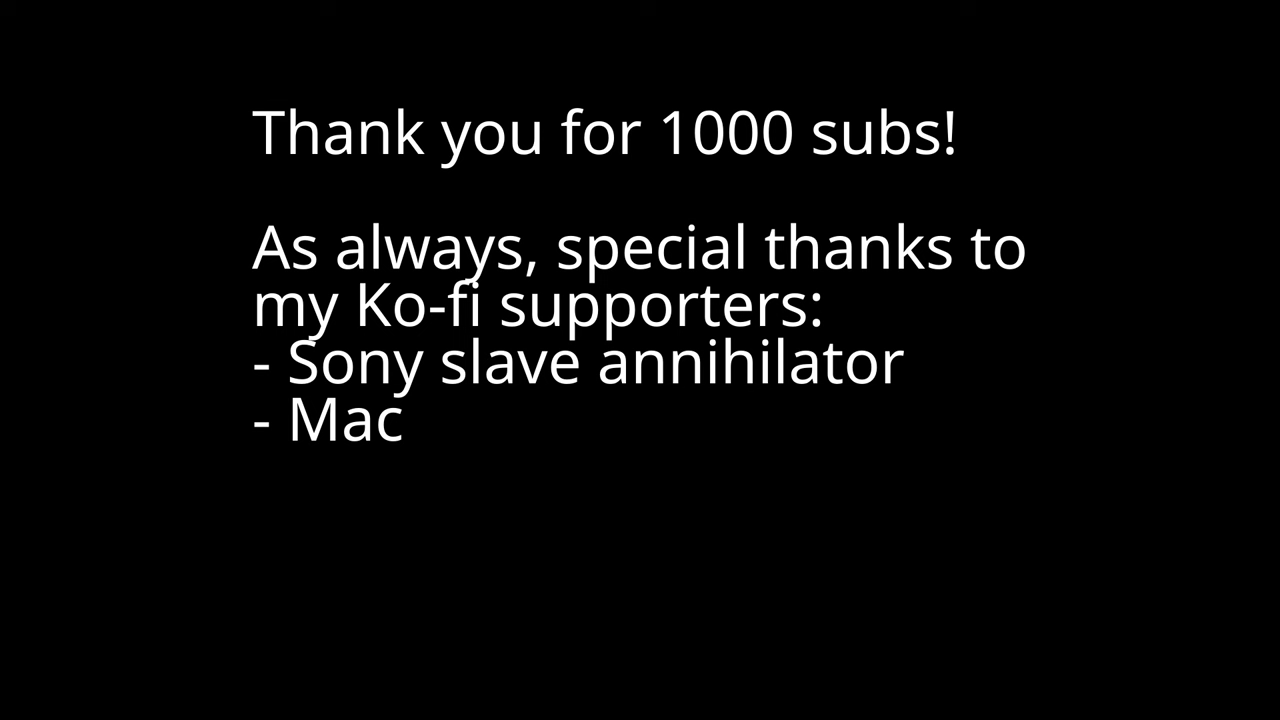 Thank you for 1000 subs!
As always, special thanks to
my Ko-fi supporters:
- Sony slave annihilator
- Mac